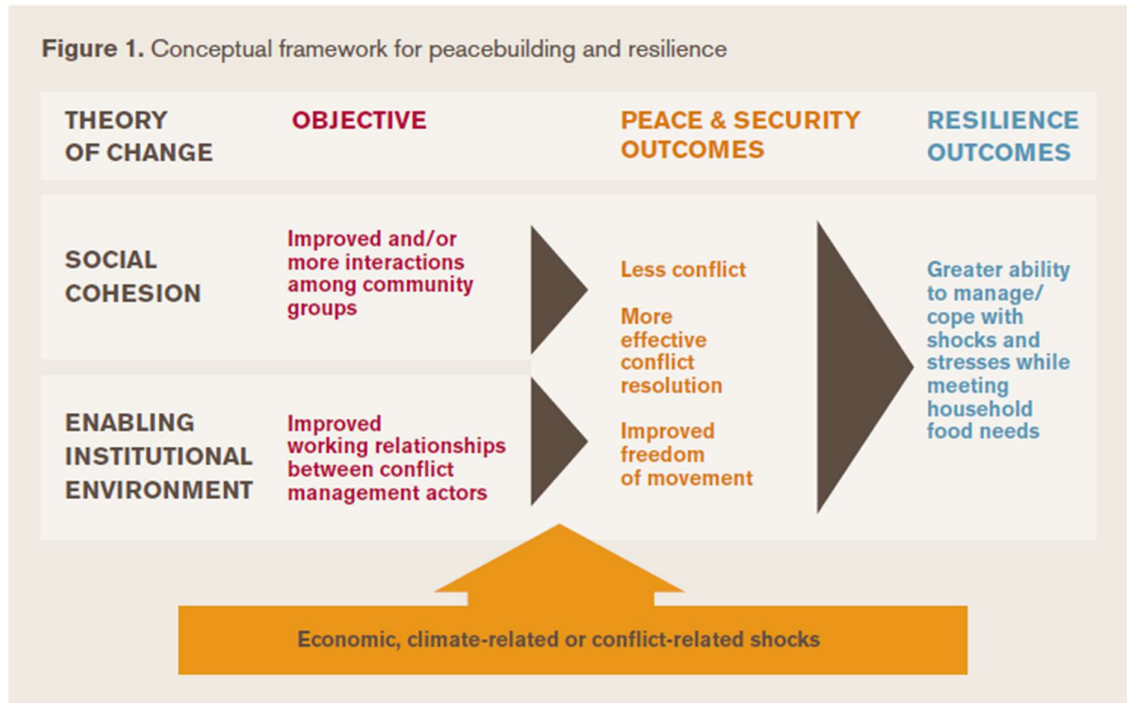 Figure 1. Conceptual framework for peacebuilding and resilience
THEORY
OF CHANGE
OBJECTIVE
PEACE & SECURITY
OUTCOMES
RESILIENCE
OUTCOMES
SOCIAL
COHESION
Improved and/or
more interactions
among community
groups
ENABLING
INSTITUTIONAL
ENVIRONMENT
Improved
working relationships
between conflict
management actors
Less conflict
More
effective
conflict
resolution
Improved
freedom
of movement
Greater ability
to manage/
cope with
shocks and
stresses while
meeting
household
food needs
Economic, climate-related or conflict-related shocks